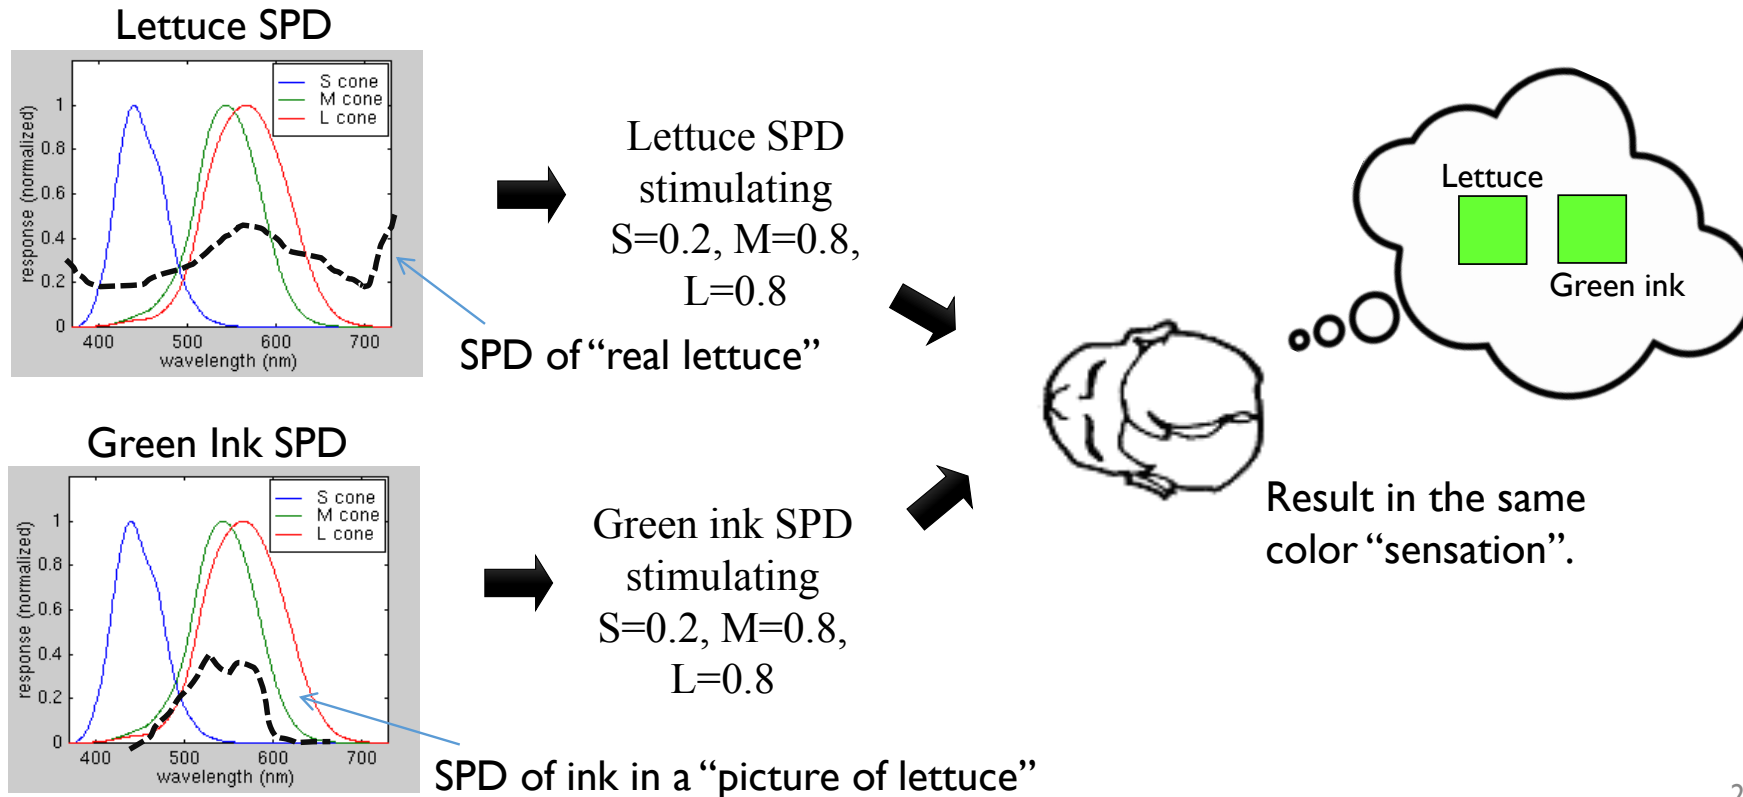 Lettuce SPD
S cone
M cone
L cone
response (normalized)
1
0.8
0.6
0.4
0.2
0
400 500 600 700
wavelength (nm)
Lettuce SPD
stimulating
S=0.2, M=0.8,
L=0.8
SPD of “real lettuce”
Lettuce
Green ink
Green Ink SPD
S cone
M cone
L cone
response (normalized)
1
0.8
0.6
0.4
0.2
0
400 500 600 700
wavelength (nm)
Green ink SPD
stimulating
S=0.2, M=0.8,
L=0.8
SPD of ink in a “picture of lettuce”
Result in the same
color “sensation”.
2